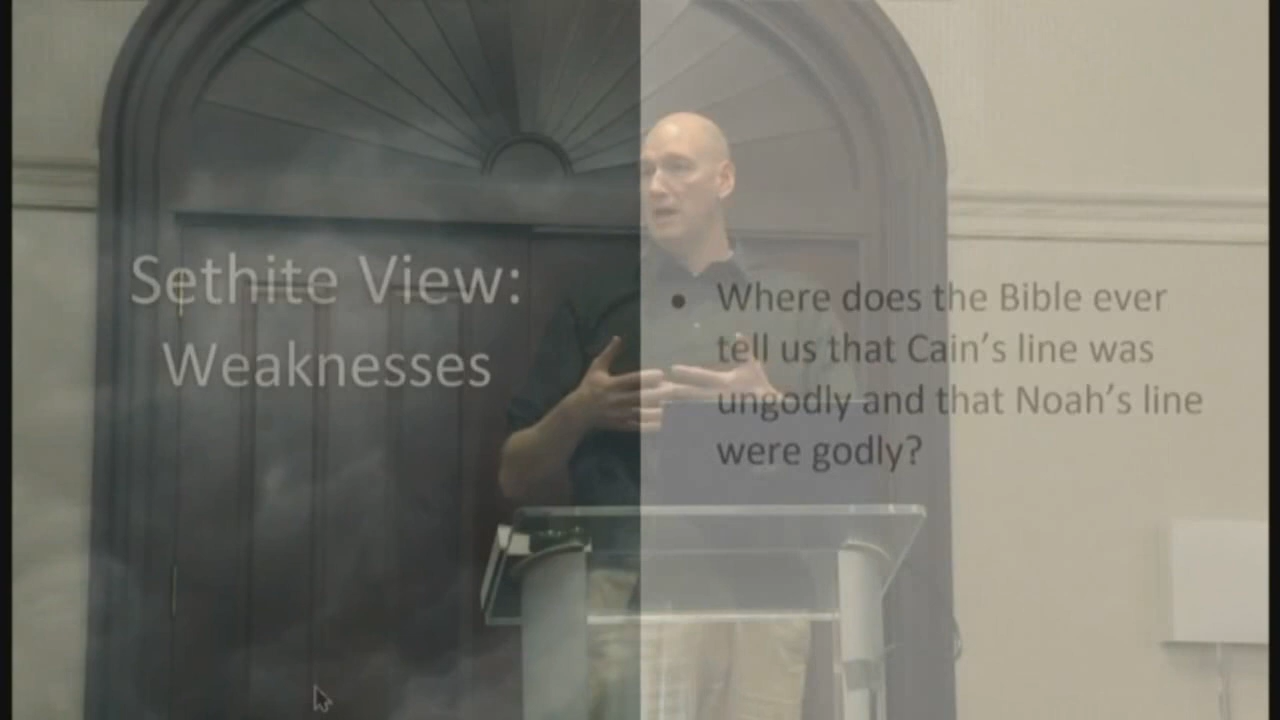 Sethite View:
Weaknesses
• Where does the Bible ever
tell us that Cain's line was
ungodly and that Noah's line
were godly?